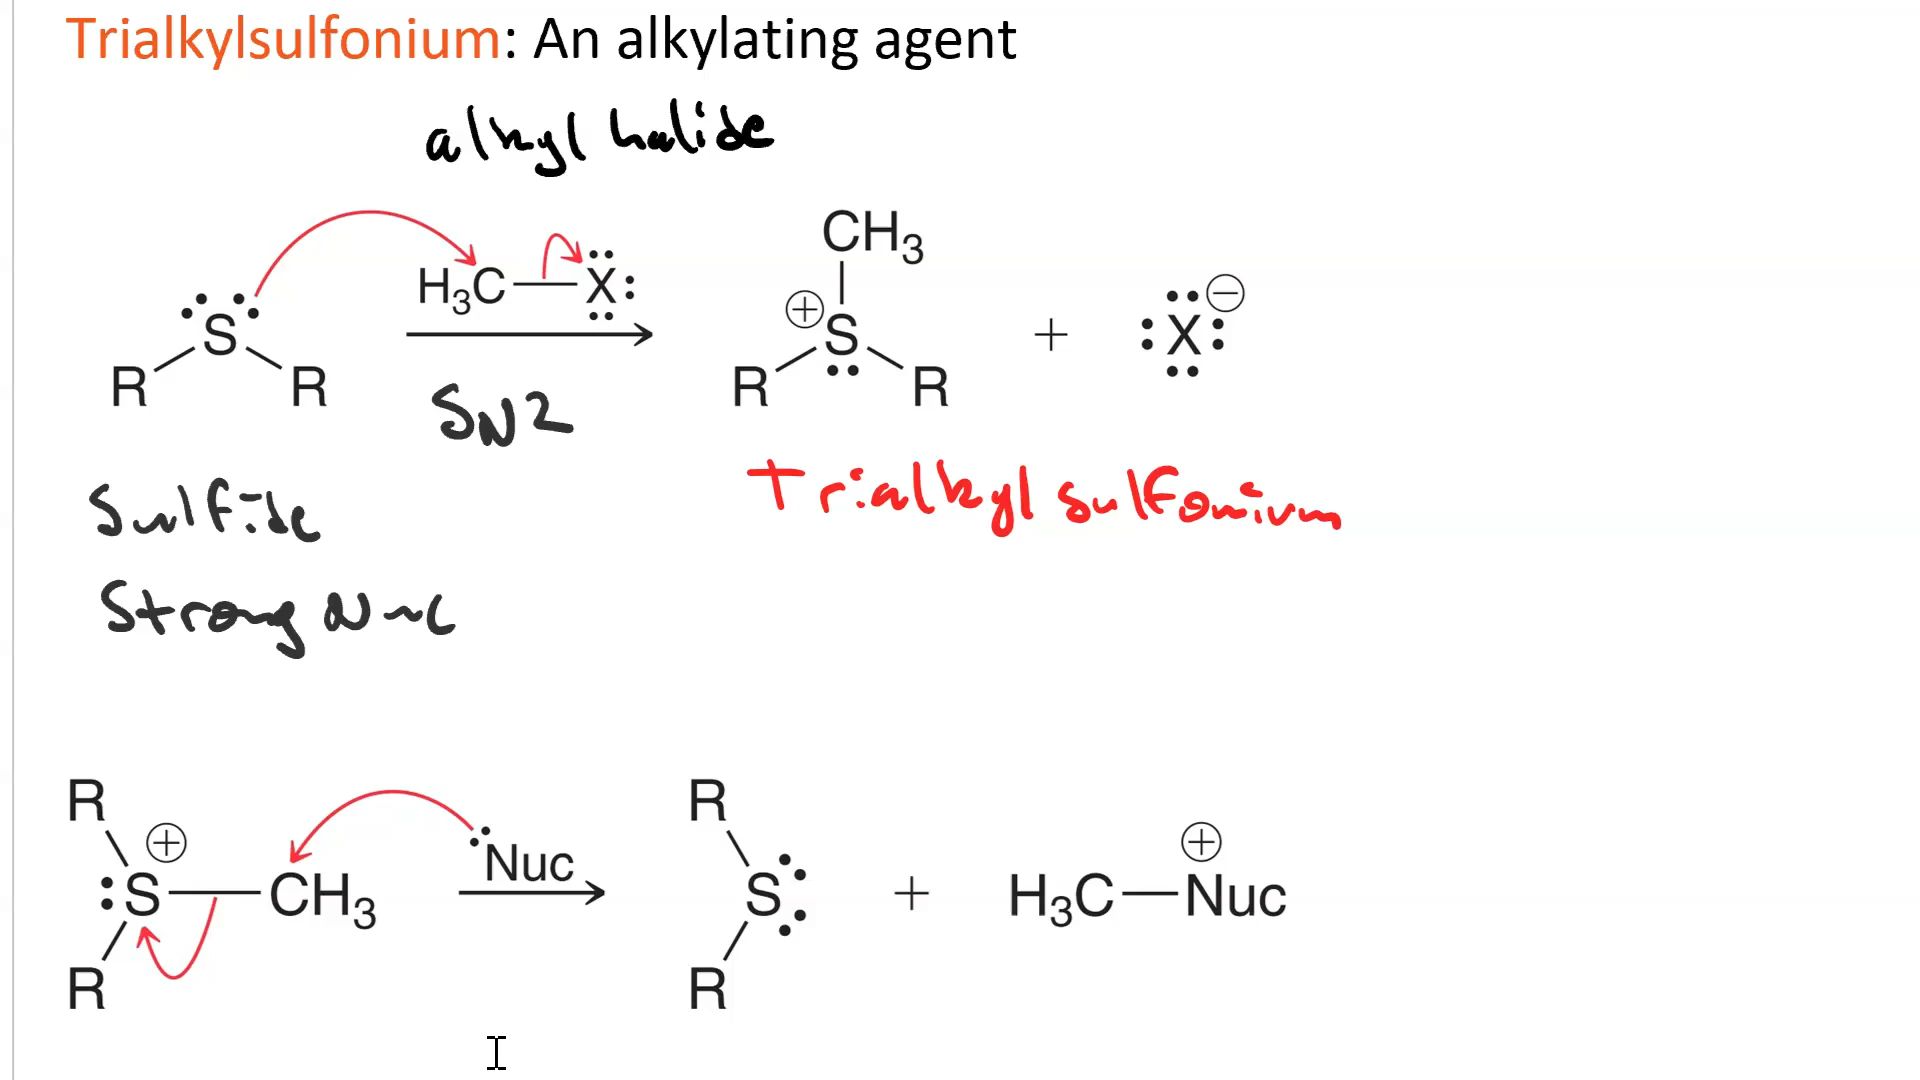 Trialkylsulfonium: An alkylating agent
alkyl halide
H₃C—X:
CH₃
S
⊕
S
+
:X:
⊖
R R
R R
SN2
Sulfide
Trialkyl sulfonium
Strong Nuc
R
⊕
:S—CH₃
:Nuc
R
R
S:
R
+
⊕
H₃C—Nuc